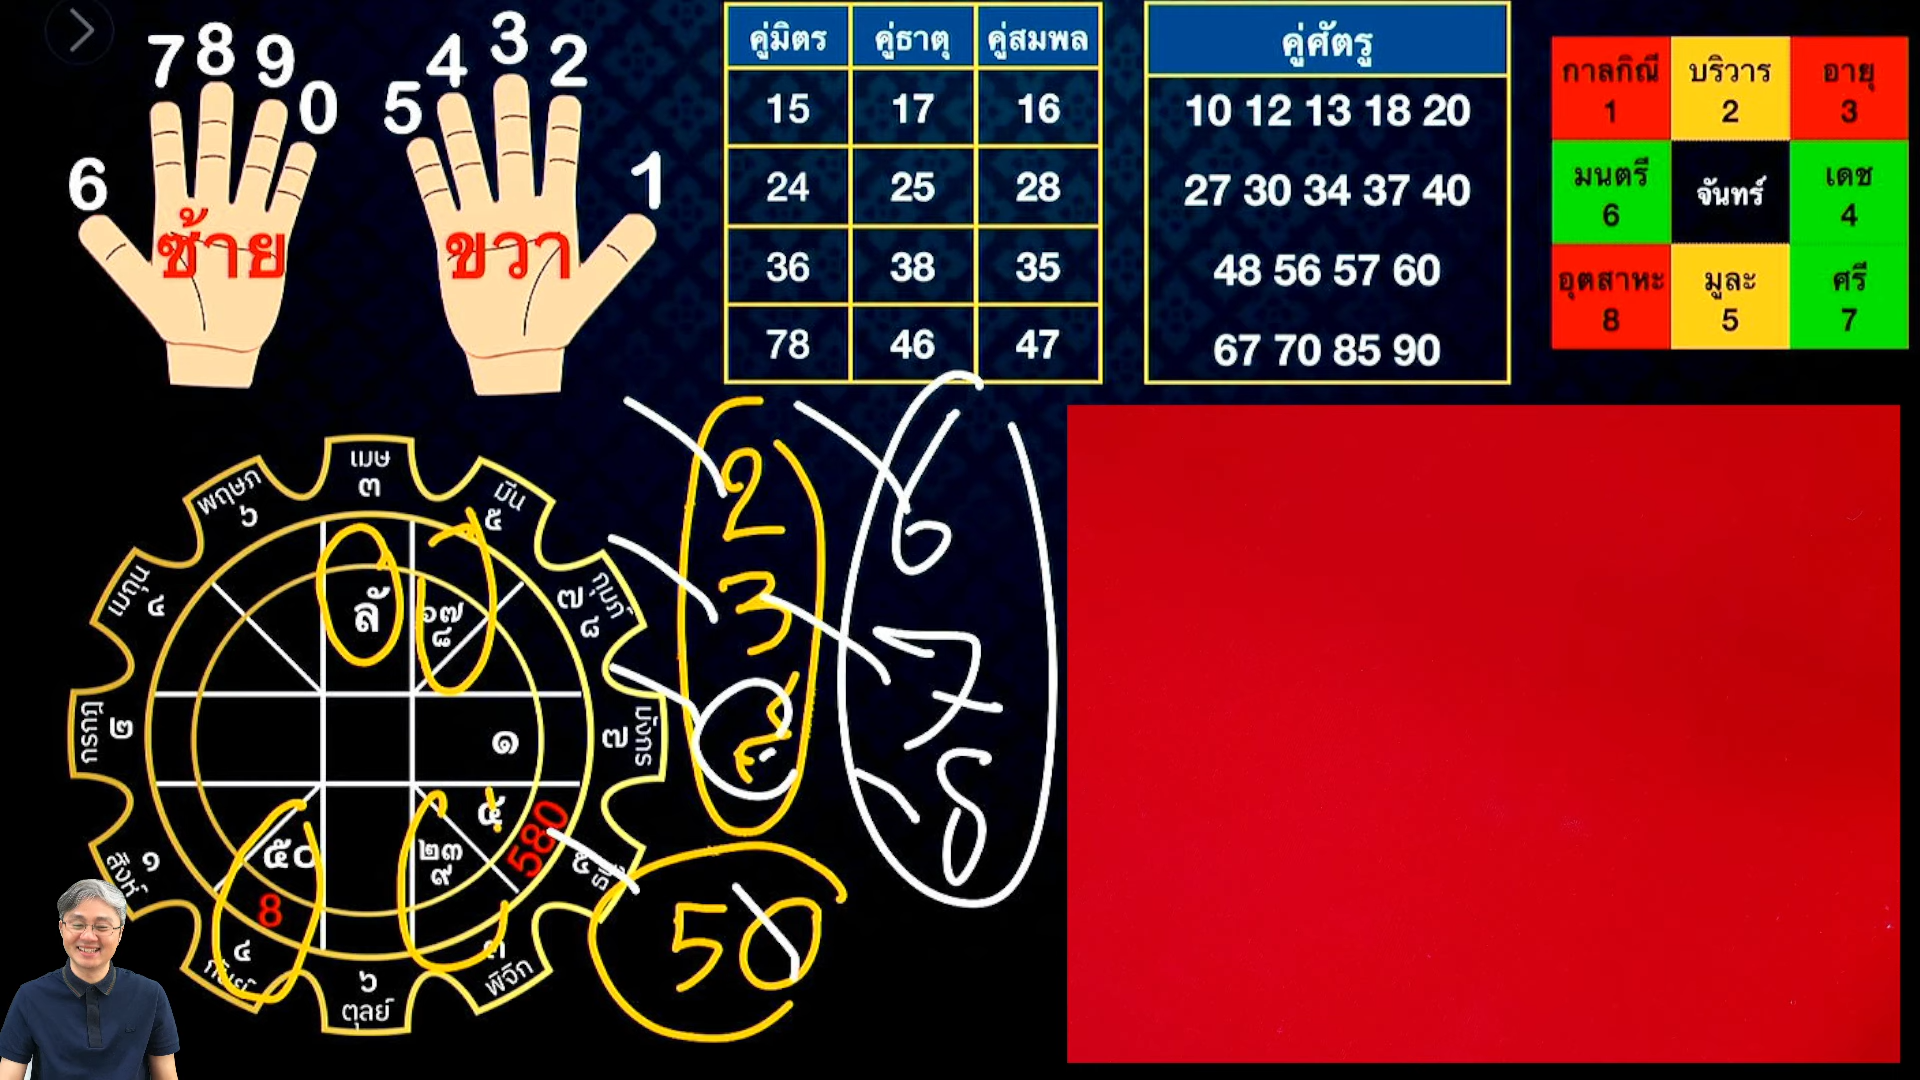 7 8 9 0
6
ซ้าย
5 4 3 2
1
ขวา
คู่มิตร คู่ธาตุ คู่สมพล
15 17 16
24 25 28
36 38 35
78 46 47
คู่ศัตรู
10 12 13 18 20
27 30 34 37 40
48 56 57 60
67 70 85 90
กาลกิณี บริวาร อายุ
1 2 3
มนตรี จันทร์ เดช
6 4
อุตสาหะ มูละ ศรี
8 5 7
เมษ
๓
พฤษภ
๖
มีน
๕
เมถุน
๔
กุมภ์
๗
๘
กรกฎ
๒
มังกร
๗
สิงห์
๑
ธนู
๕
กันย์
๔
ตุลย์
๖
พิจิก
๓
ลั
๖๗
๘
๑
๕
580
๕๐
8
๒๓
๙
2
3
6
7
8
50